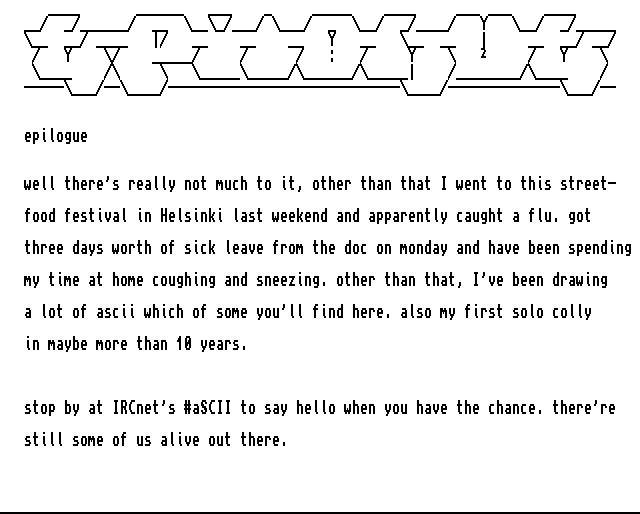 epilogue
well there's really not much to it, other than that I went to this street-
food festival in Helsinki last weekend and apparently caught a flu. got
three days worth of sick leave from the doc on monday and have been spending
my time at home coughing and sneezing. other than that, I've been drawing
a lot of ascii which of some you'll find here. also my first solo colly
in maybe more than 10 years.
stop by at IRCnet's #aSCII to say hello when you have the chance. there're
still some of us alive out there.